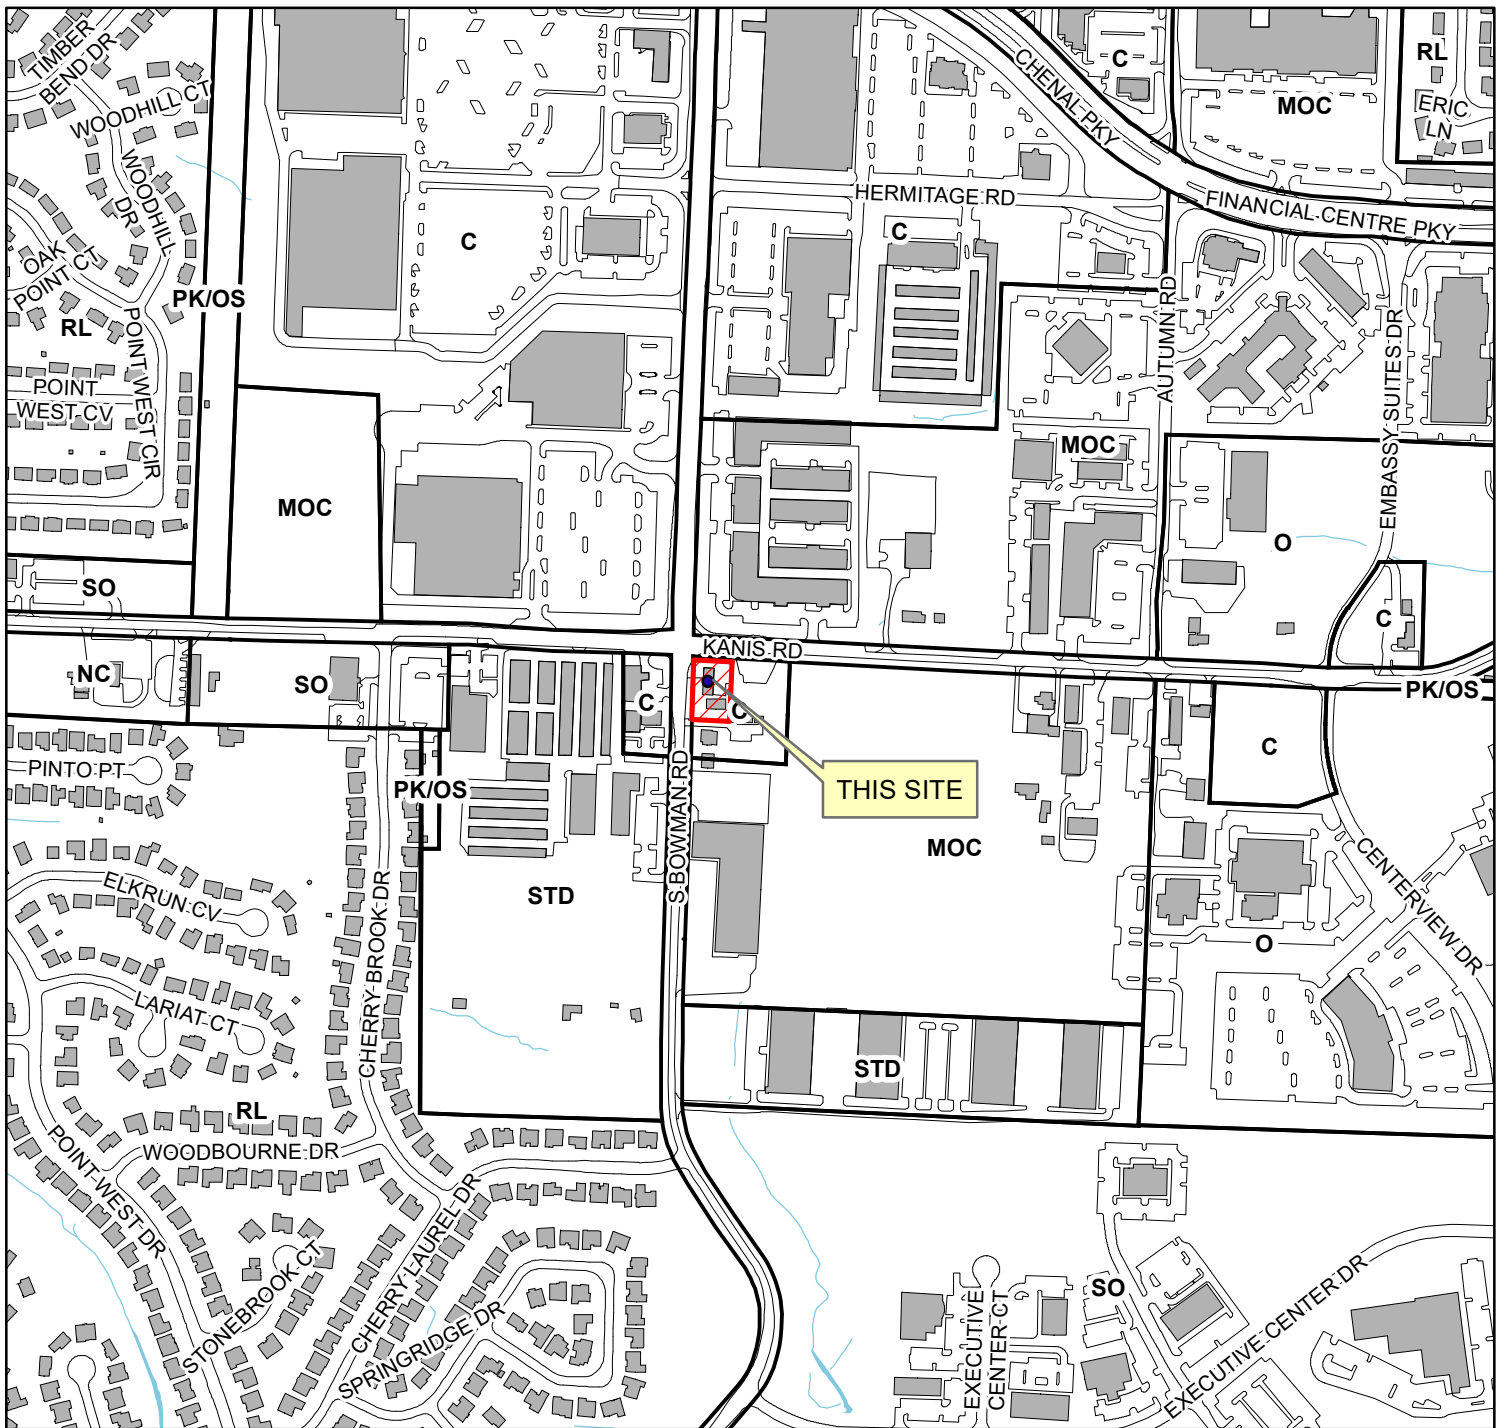 TIMBER
BEND DR
WOODHILL CT
WOODHILL
DR
OAK
POINT CT
RL
PK/OS
POINT WEST CIR
POINT
WEST CV
C
MOC
SO
CHENAL PKY
C
MOC
RL
ERIC
LN
HERMITAGE RD
FINANCIAL CENTRE PKY
C
AUTUMN RD
EMBASSY SUITES DR
MOC
O
C
KANIS RD
NC
SO
C
C
PK/OS
C
PINTO PT
PK/OS
THIS SITE
S BOWMAN RD
MOC
ELKRUN CV
CHERRY BROOK DR
STD
CENTERVIEW DR
O
LARIAT CT
STD
RL
WOODBOURNE DR
POINT WEST DR
CHERRY LAUREL DR
STONEBROOK CT
SPRINGRIDGE DR
SO
EXECUTIVE
CENTER CT
EXECUTIVE CENTER DR